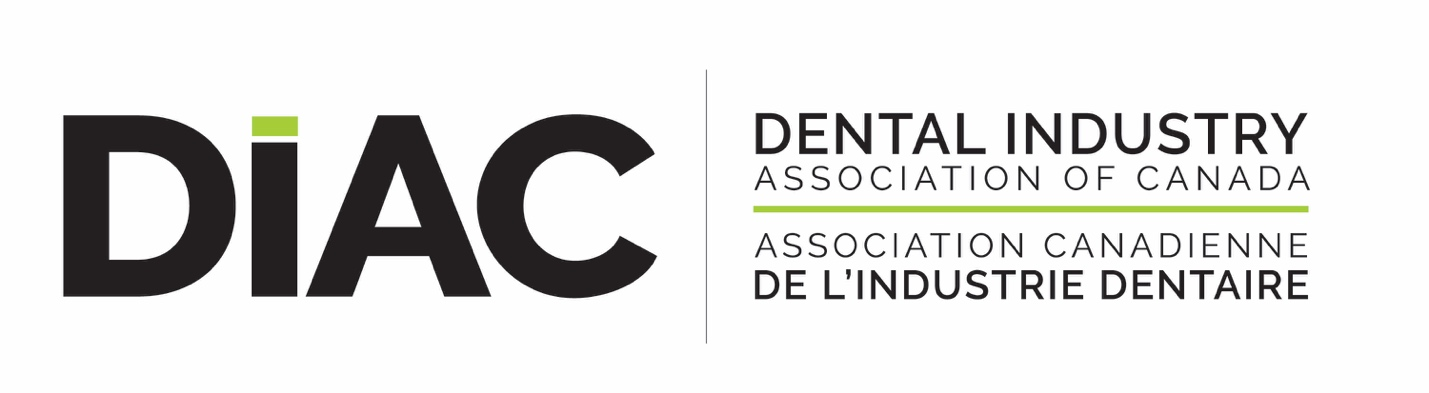 DiAC
DENTAL INDUSTRY
ASSOCIATION OF CANADA
ASSOCIATION CANADIENNE
DE L’INDUSTRIE DENTAIRE